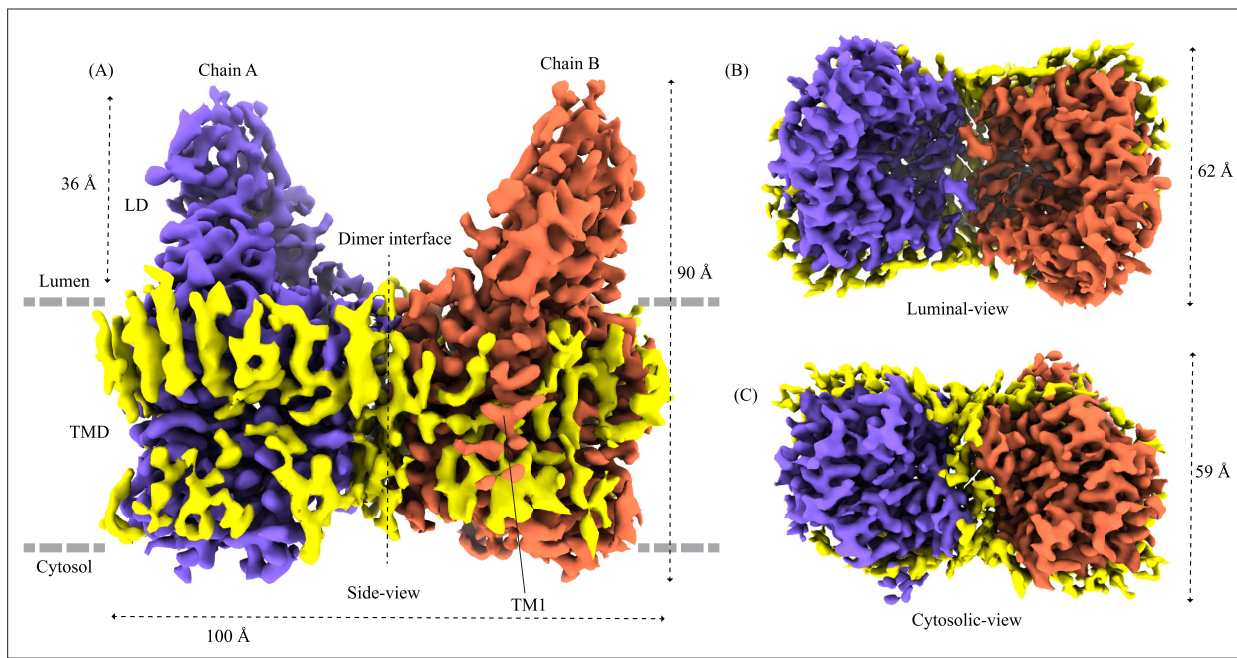 (A)
Chain A
Chain B
36 Å
LD
Dimer interface
Lumen
90 Å
TMD
Cytosol
Side-view
TM1
100 Å
(B)
62 Å
Luminal-view
(C)
59 Å
Cytosolic-view